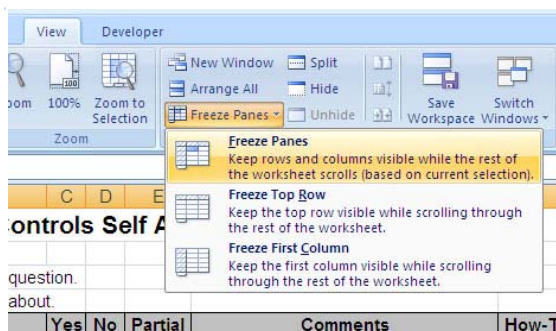 View Developer
New Window Split
Arrange All Hide
Freeze Panes Unhide
100% Zoom to Selection
Save Workspace
Switch Windows
Zoom
Freeze Panes
Keep rows and columns visible while the rest of
the worksheet scrolls (based on current selection).
Freeze Top Row
Keep the top row visible while scrolling through
the rest of the worksheet.
Freeze First Column
Keep the first column visible while scrolling
through the rest of the worksheet.
C D E
ontrols Self A
question.
about.
Yes No Partial Comments How-T